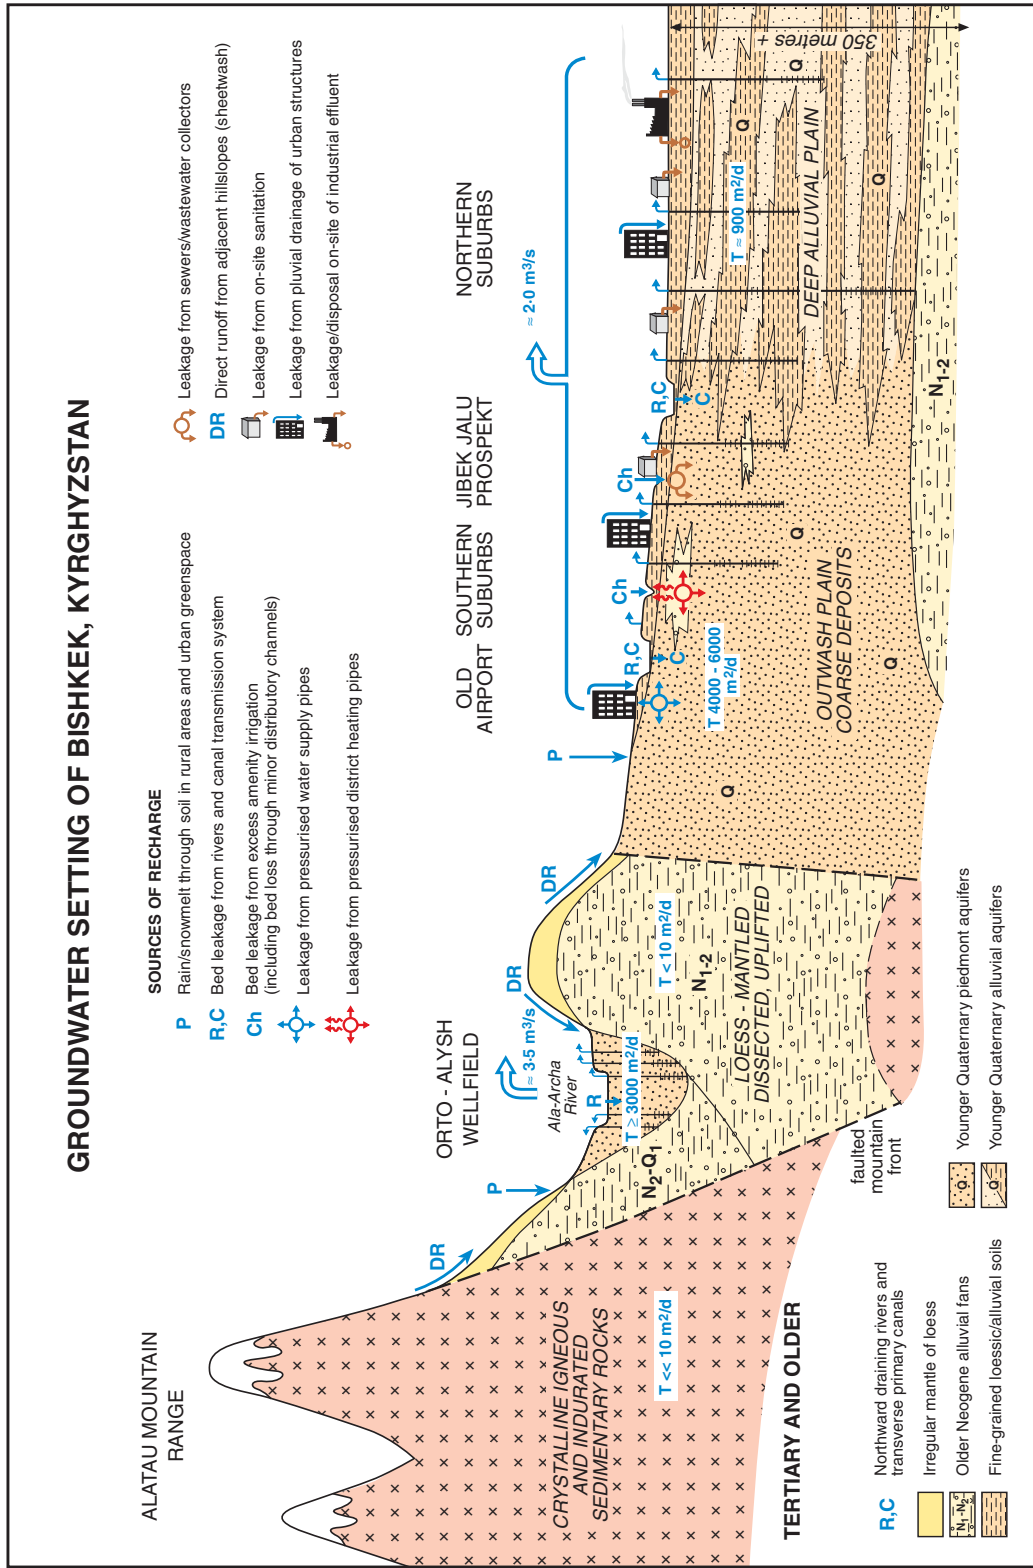 GROUNDWATER SETTING OF BISHKEK, KYRGHYZSTAN
SOURCES OF RECHARGE
P Rain/snowmelt through soil in rural areas and urban greenspace
R,C Bed leakage from rivers and canal transmission system
Ch Bed leakage from excess amenity irrigation
(including bed loss through minor distributory channels)
Leakage from pressurised water supply pipes
Leakage from pressurised district heating pipes
Leakage from sewers/wastewater collectors
DR Direct runoff from adjacent hillslopes (sheetwash)
Leakage from on-site sanitation
Leakage from pluvial drainage of urban structures
Leakage/disposal on-site of industrial effluent
ALATAU MOUNTAIN
RANGE
ORTO - ALYSH
WELLFIELD
OLD
AIRPORT
SOUTHERN
SUBURBS
JIBEK JALU
PROSPEKT
NORTHERN
SUBURBS
≈ 3·5 m³/s
≈ 2·0 m³/s
Ala-Archa
River
DR
P
R
DR
DR
P
R,C
C
Ch
Ch
R,C
C
CRYSTALLINE IGNEOUS
AND INDURATED
SEDIMENTARY ROCKS
T << 10 m²/d
N₂-Q₁
T ≥ 3000 m²/d
T < 10 m²/d
N₁₋₂
LOESS - MANTLED
DISSECTED, UPLIFTED
Q
T 4000 - 6000
m²/d
OUTWASH PLAIN
COARSE DEPOSITS
Q
Q
T ≈ 900 m²/d
DEEP ALLUVIAL PLAIN
Q
Q
Q
350 metres +
N₁₋₂
faulted
mountain
front
TERTIARY AND OLDER
R,C Northward draining rivers and
transverse primary canals
Irregular mantle of loess
N₁-N₂ Older Neogene alluvial fans
Fine-grained loessic/alluvial soils
Q Younger Quaternary piedmont aquifers
Q Younger Quaternary alluvial aquifers